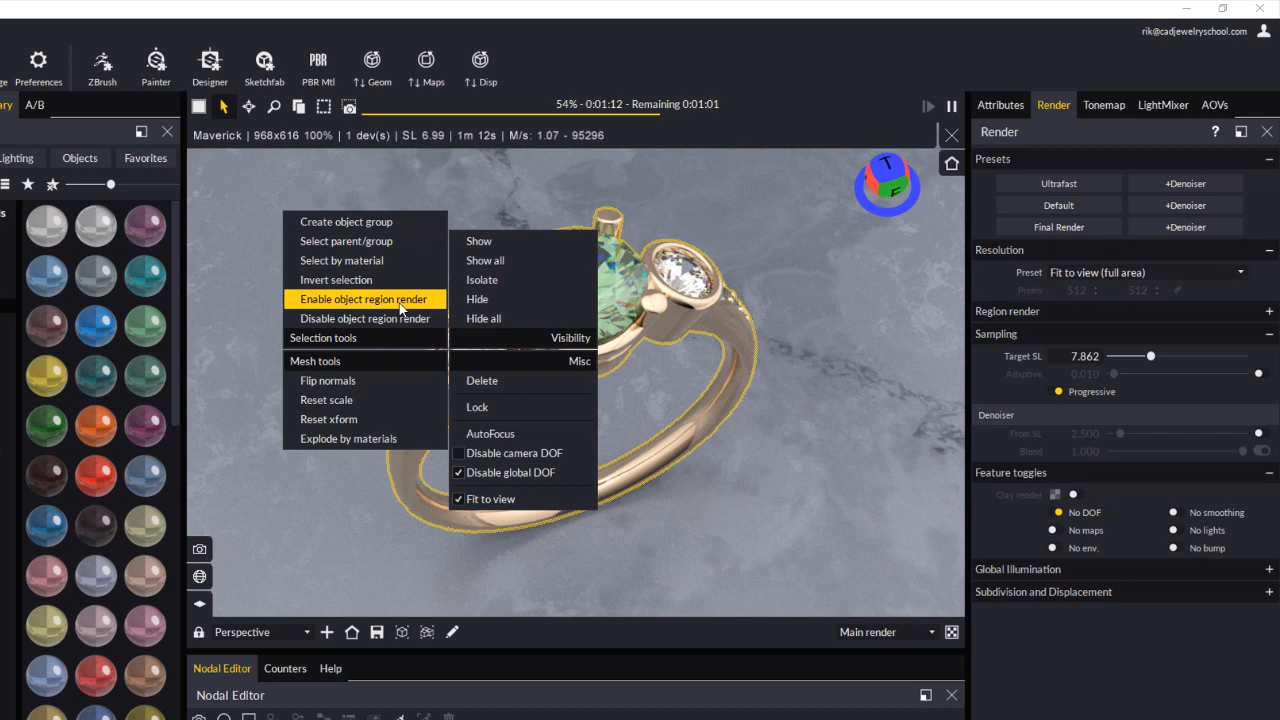 rik@cadjewelryschool.com
Preferences
ZBrush
Painter
Designer
Sketchfab
PBR
PBR Mtl
↑↓ Geom
↑↓ Maps
↑↓ Disp
A/B
54% - 0:01:12 - Remaining 0:01:01
Attributes
Render
Tonemap
LightMixer
AOVs
Maverick | 968x616 100% | 1 dev(s) | SL 6.99 | 1m 12s | M/s: 1.07 - 95296
Render
?
Objects
Favorites
Presets
Ultrafast
+Denoiser
Default
+Denoiser
Final Render
+Denoiser
Resolution
Preset Fit to view (full area)
Pixels 512 : 512 :
Region render
Sampling
Target SL 7.862
Adaptive 0.010
Progressive
Denoiser
From SL 2.500
Blend 1.000
Feature toggles
Clay render
No DOF
No smoothing
No maps
No lights
No env.
No bump
Global Illumination
Subdivision and Displacement
T
F
Create object group
Select parent/group
Select by material
Invert selection
Enable object region render
Disable object region render
Selection tools
Show
Show all
Isolate
Hide
Hide all
Visibility
Mesh tools
Flip normals
Reset scale
Reset xform
Explode by materials
Misc
Delete
Lock
AutoFocus
Disable camera DOF
Disable global DOF
Fit to view
Perspective
Main render
Nodal Editor
Counters
Help
Nodal Editor